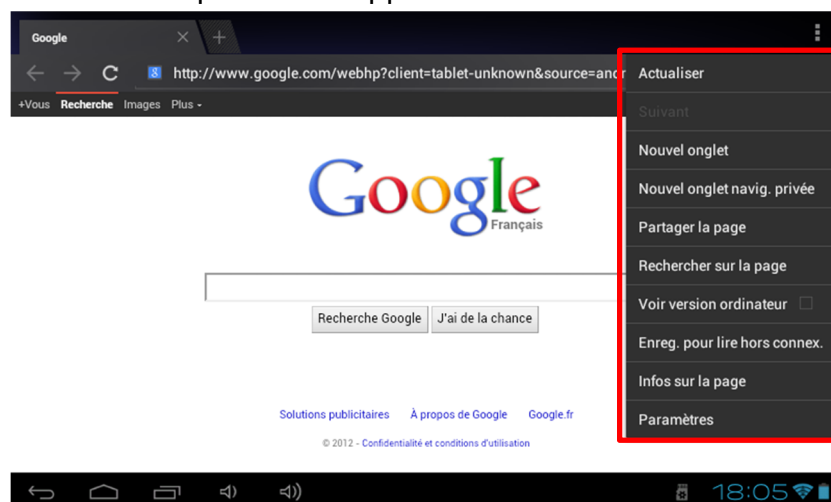 Google
http://www.google.com/webhp?client=tablet-unknown&source=andr
+Vous Recherche Images Plus
Google
Français
Recherche Google J'ai de la chance
Solutions publicitaires À propos de Google Google.fr
© 2012 - Confidentialité et conditions d'utilisation
Actualiser
Suivant
Nouvel onglet
Nouvel onglet navig. privée
Partager la page
Rechercher sur la page
Voir version ordinateur
Enreg. pour lire hors connex.
Infos sur la page
Paramètres
18:05